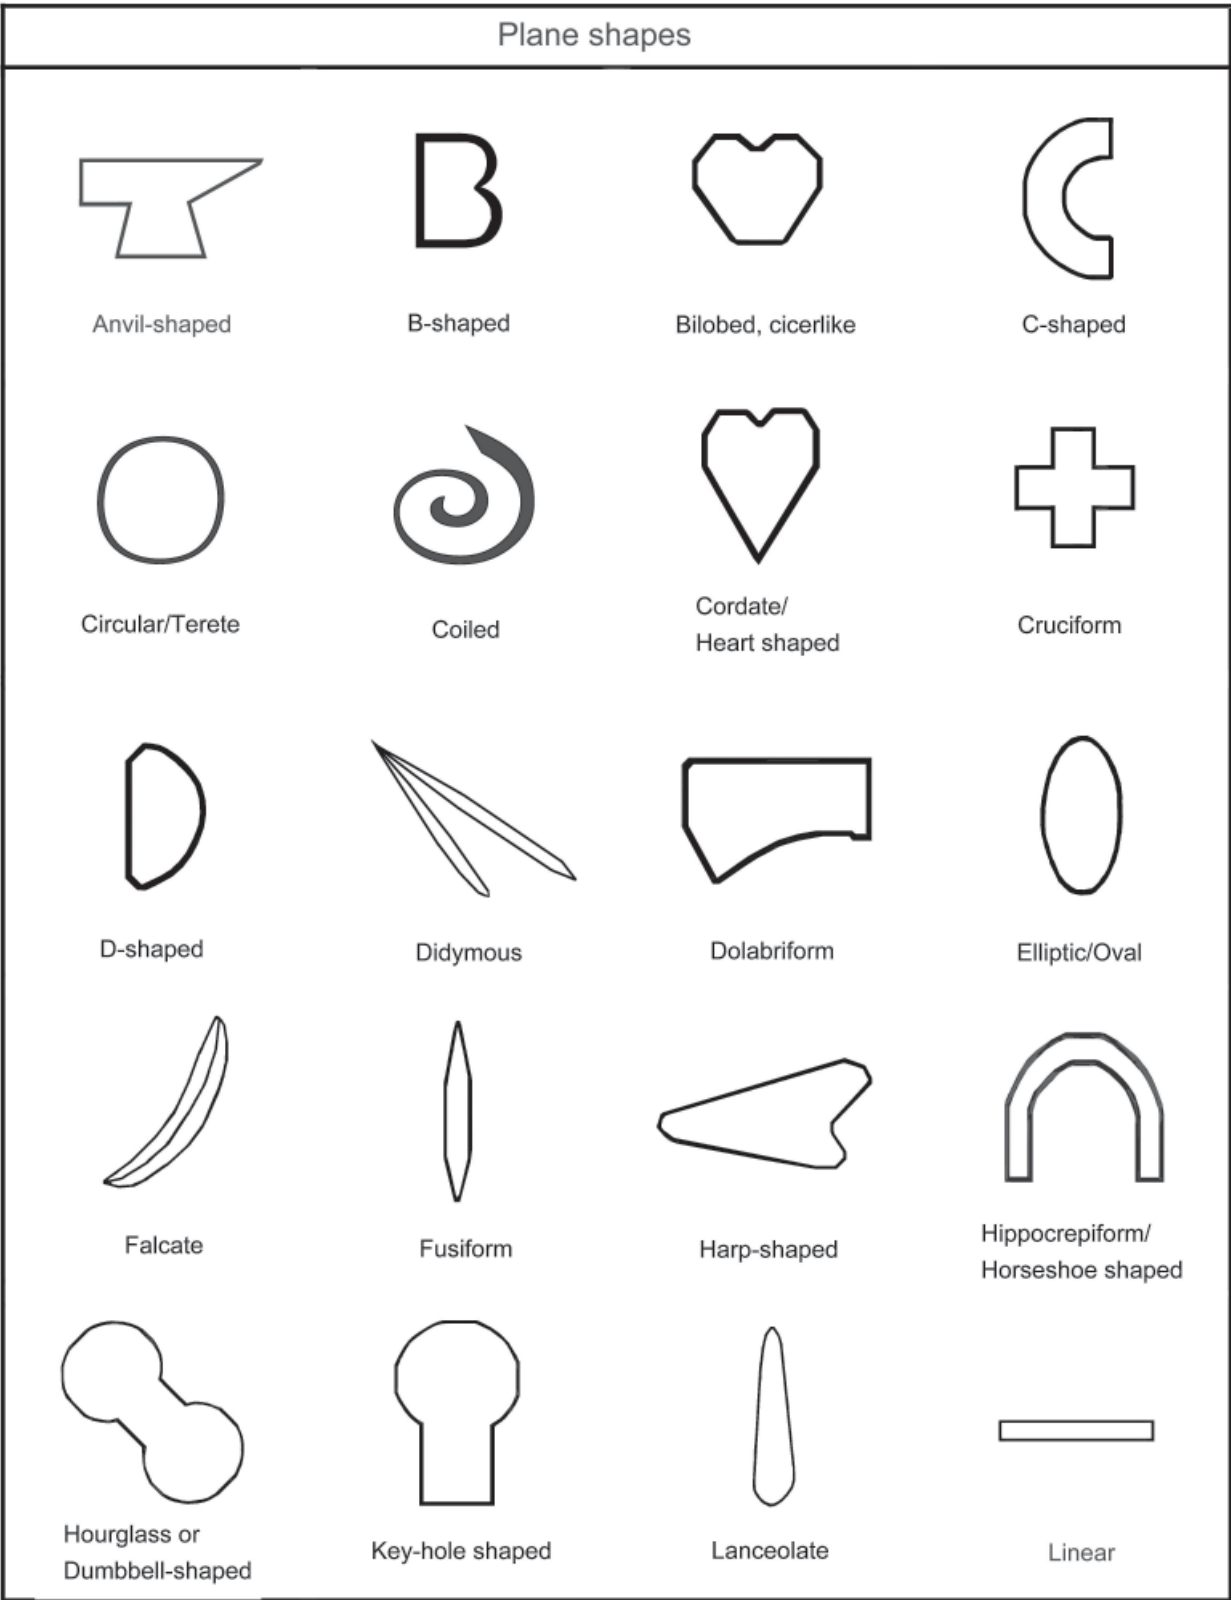 Plane shapes
Anvil-shaped
B-shaped
Bilobed, cicerlike
C-shaped
Circular/Terete
Coiled
Cordate/
Heart shaped
Cruciform
D-shaped
Didymous
Dolabriform
Elliptic/Oval
Falcate
Fusiform
Harp-shaped
Hippocrepiform/
Horseshoe shaped
Hourglass or
Dumbbell-shaped
Key-hole shaped
Lanceolate
Linear